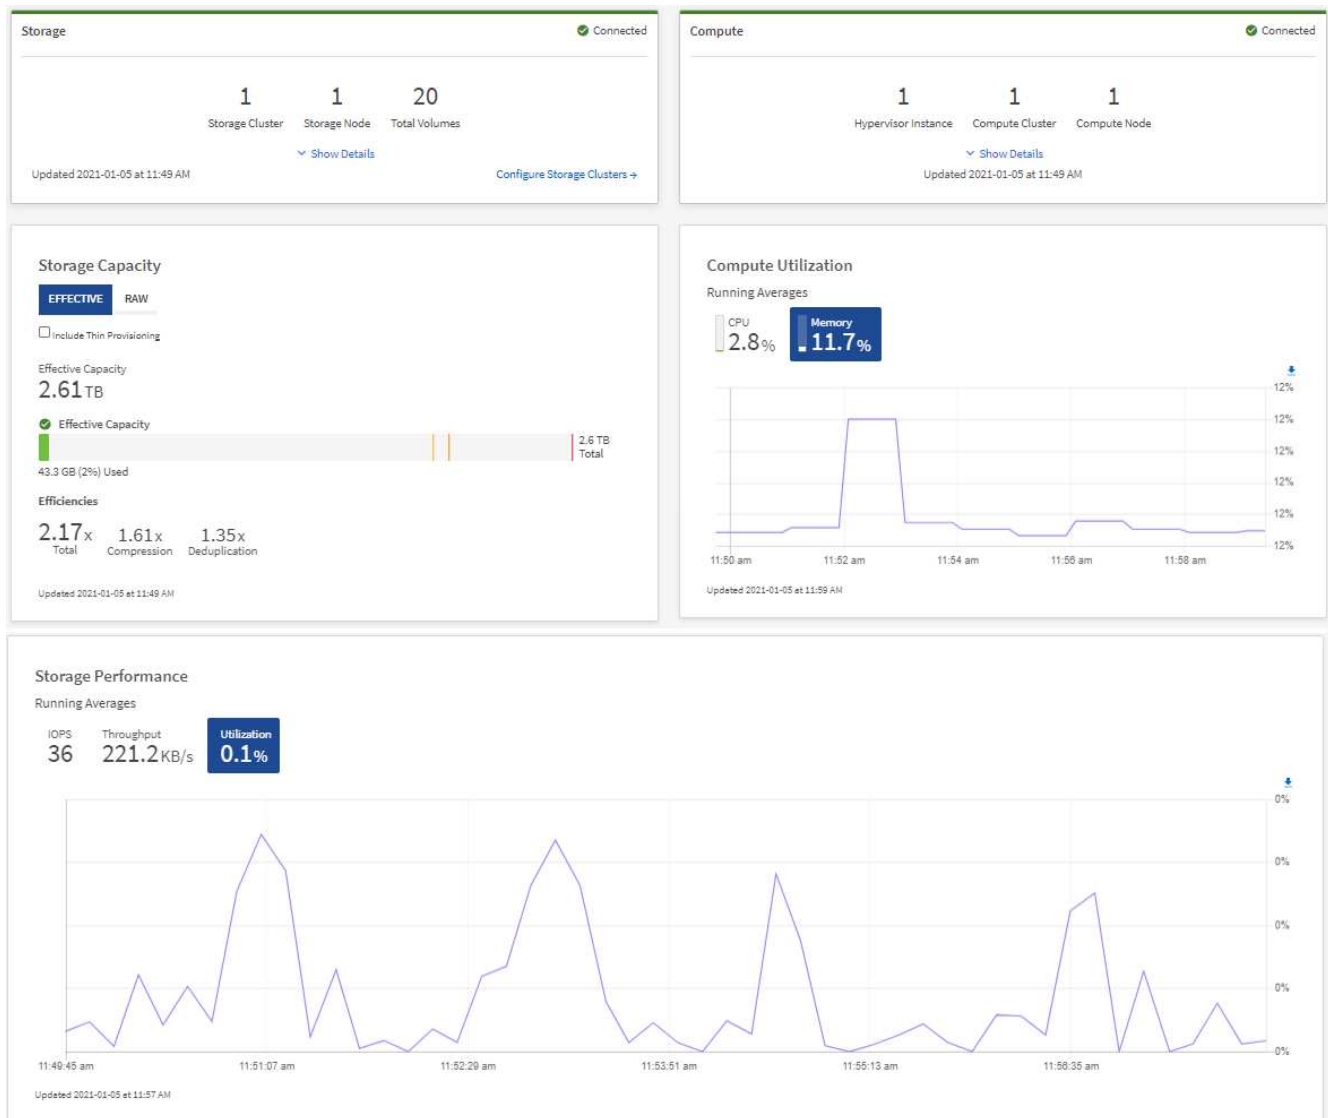 Storage
Connected
1 1 20
Storage Cluster Storage Node Total Volumes
Show Details
Updated 2021-01-05 at 11:49 AM
Configure Storage Clusters →
Compute
Connected
1 1 1
Hypervisor Instance Compute Cluster Compute Node
Show Details
Updated 2021-01-05 at 11:49 AM
Storage Capacity
EFFECTIVE RAW
Include Thin Provisioning
Effective Capacity
2.61 TB
Effective Capacity
2.6 TB
Total
43.3 GB (2%) Used
Efficiencies
2.17x 1.61x 1.35x
Total Compression Deduplication
Updated 2021-01-05 at 11:49 AM
Compute Utilization
Running Averages
CPU Memory
2.8% 11.7%
12%
12%
12%
12%
12%
12%
11:50 am 11:52 am 11:54 am 11:56 am 11:58 am
Updated 2021-01-05 at 11:59 AM
Storage Performance
Running Averages
IOPS Throughput Utilization
36 221.2 KB/s 0.1%
0%
0%
0%
0%
0%
11:49:45 am 11:51:07 am 11:52:29 am 11:53:51 am 11:55:13 am 11:56:35 am
Updated 2021-01-05 at 11:57 AM